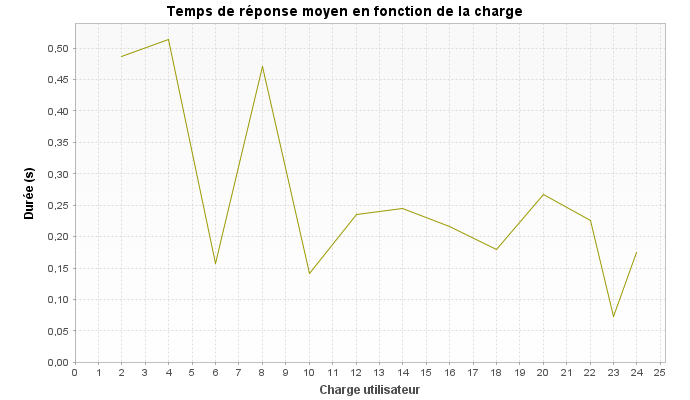 Temps de réponse moyen en fonction de la charge
Durée (s)
0,50
0,45
0,40
0,35
0,30
0,25
0,20
0,15
0,10
0,05
0,00
0 1 2 3 4 5 6 7 8 9 10 11 12 13 14 15 16 17 18 19 20 21 22 23 24 25
Charge utilisateur